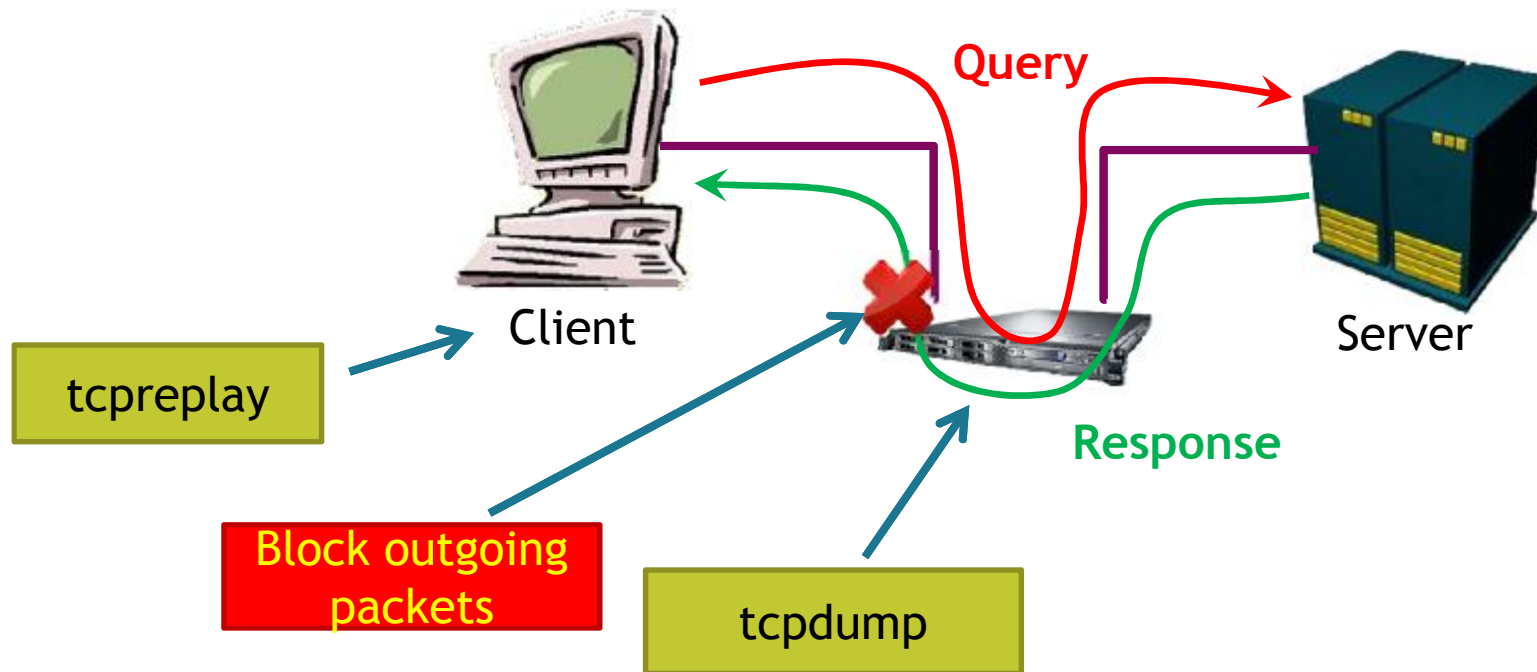 Query
Client
Server
tcpreplay
Response
Block outgoing
packets
tcpdump